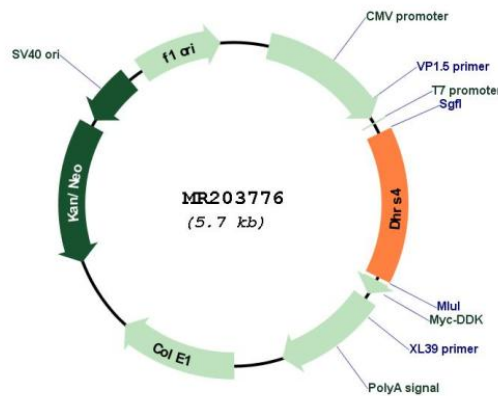 CMV promoter
f1 ori
SV40 ori
VP1.5 primer
T7 promoter
SgfI
Kan/Neo
MR203776
(5.7 kb)
Dhrs4
MluI
Myc-DDK
XL39 primer
Col E1
PolyA signal